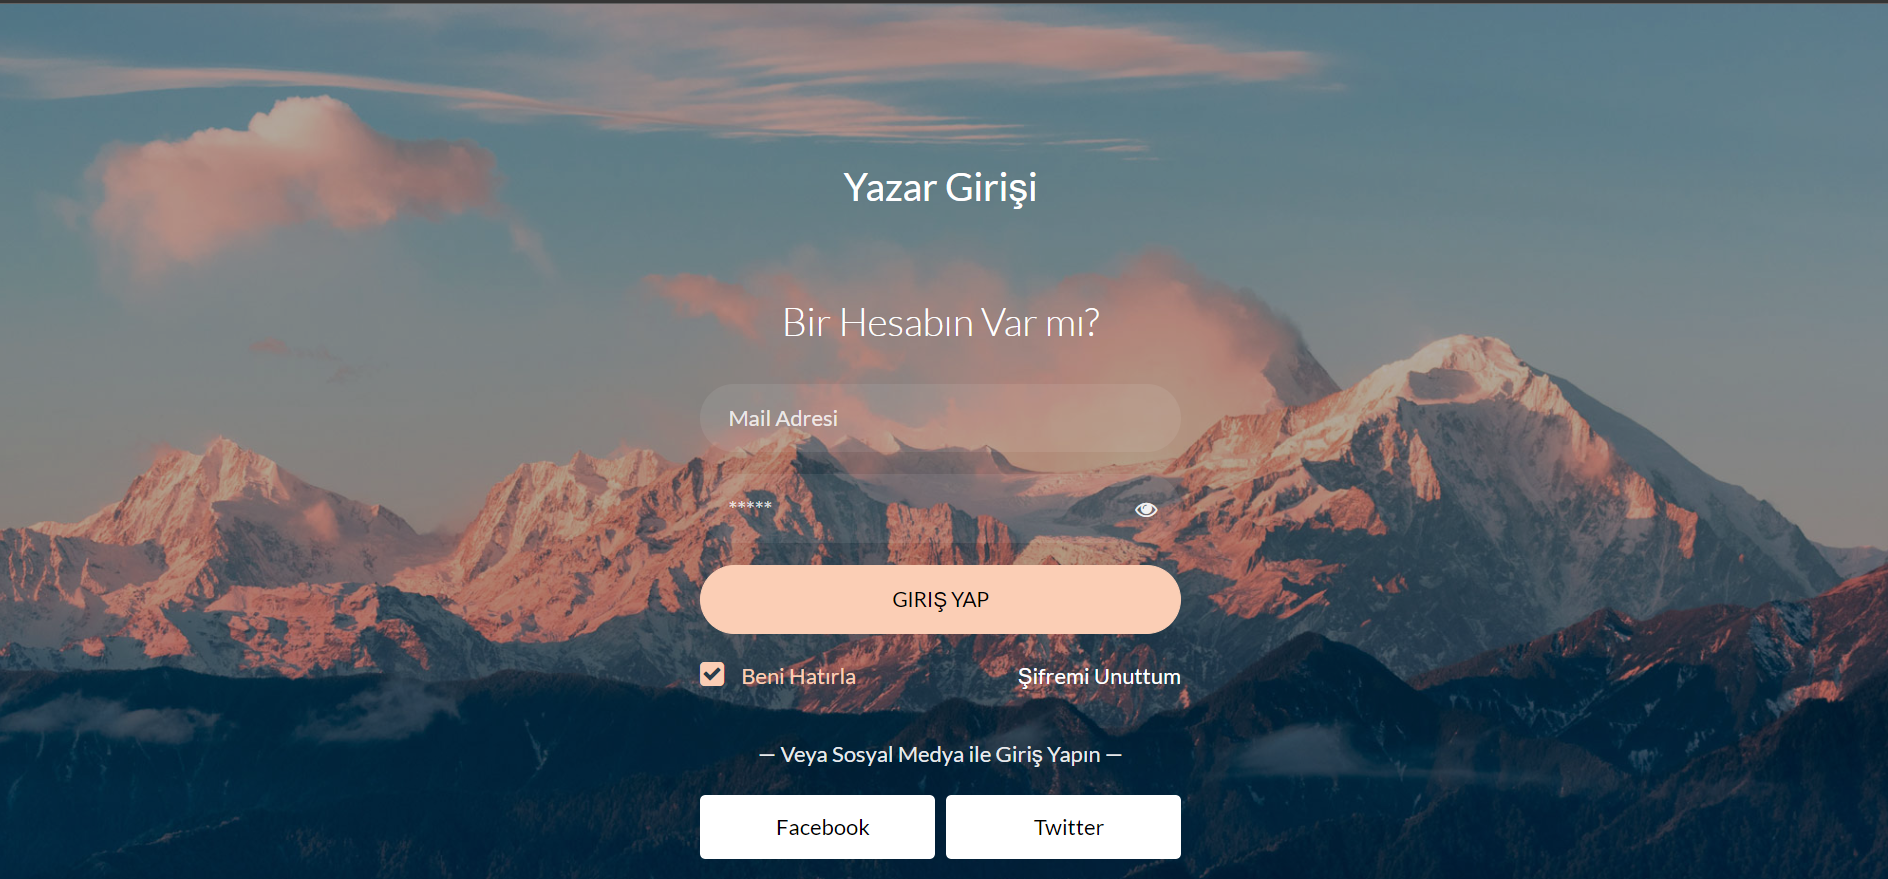 Yazar Girişi
Bir Hesabın Var mı?
Mail Adresi
*****
GIRIŞ YAP
Beni Hatırla
Şifremi Unuttum
— Veya Sosyal Medya ile Giriş Yapın —
Facebook
Twitter